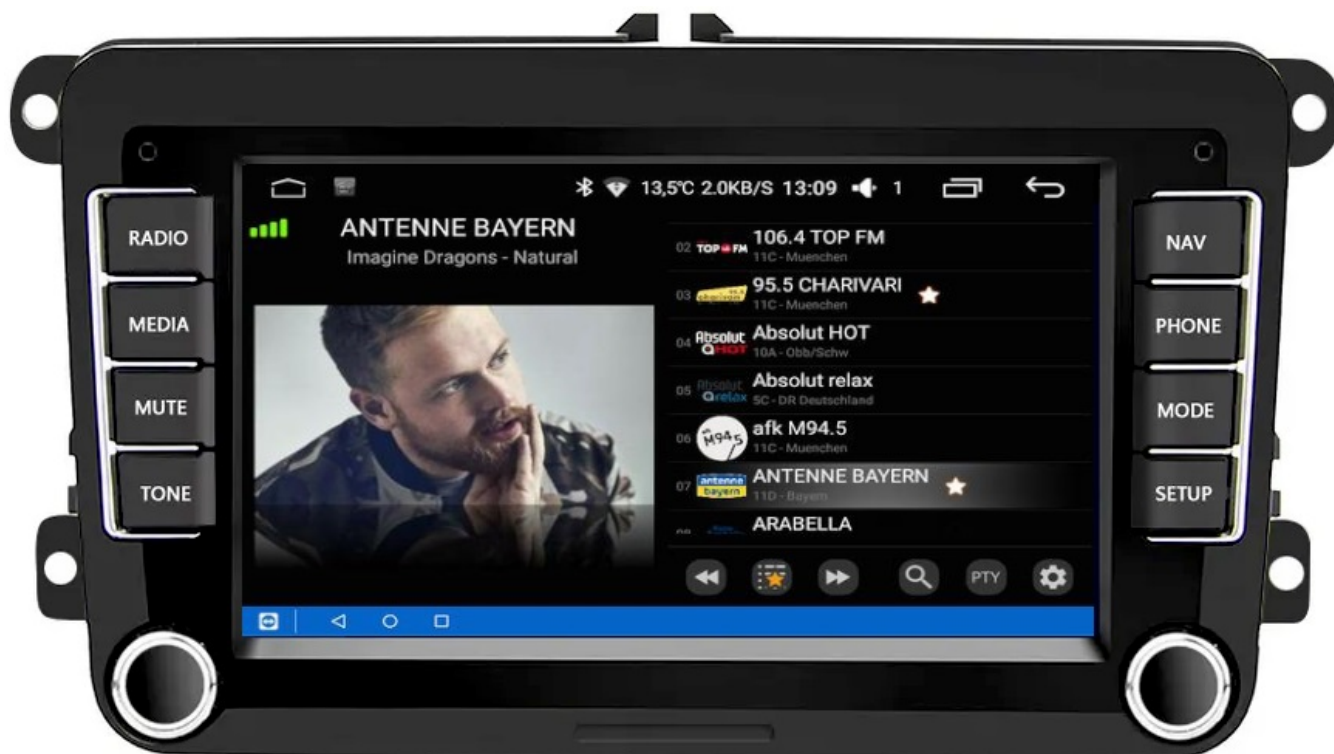 RADIO
MEDIA
MUTE
TONE
13,5°C 2.0KB/S 13:09 1
ANTENNE BAYERN
Imagine Dragons - Natural
02 TOP FM 106.4 TOP FM
11C - Muenchen
03 charivari 95.5 CHARIVARI
11C - Muenchen
04 Absolut HOT Absolut HOT
10A - Obb/Schw
05 Absolut relax Absolut relax
5C - DR Deutschland
06 afk M94.5 afk M94.5
11C - Muenchen
07 antenne bayern ANTENNE BAYERN
11D - Bayern
ARABELLA
PTY
NAV
PHONE
MODE
SETUP